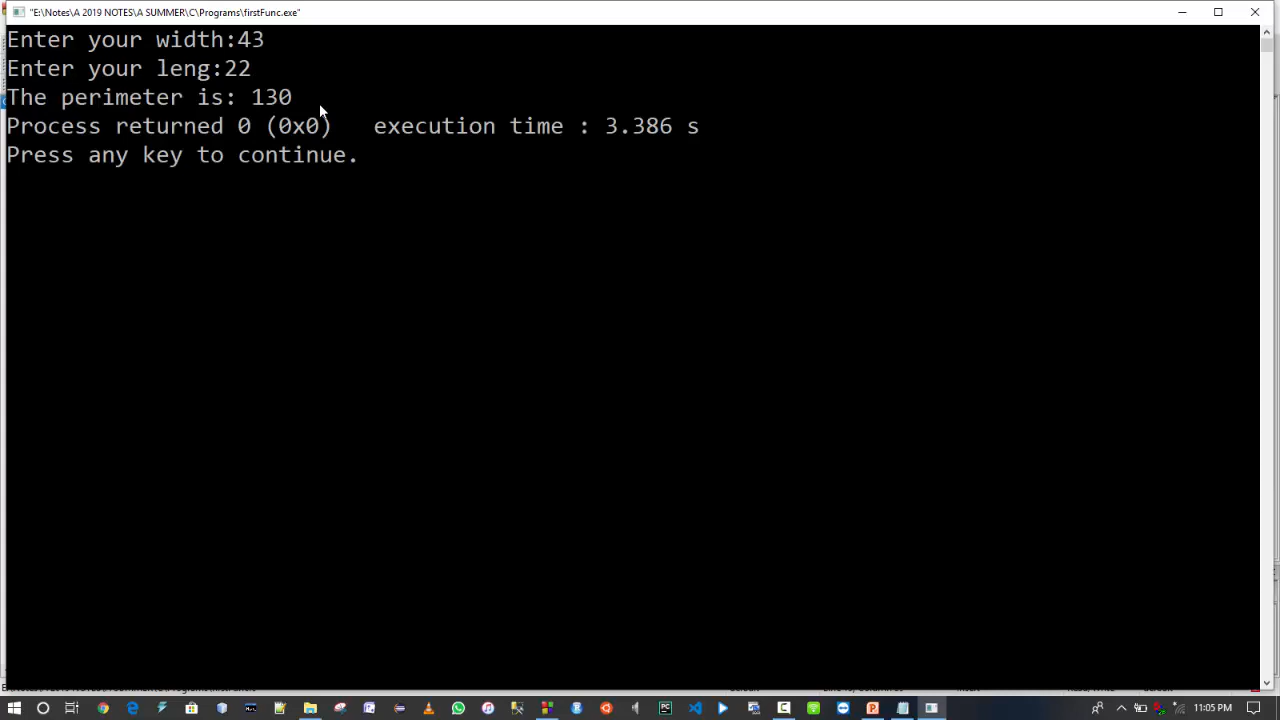 "E:\Notes\A 2019 NOTES\A SUMMER\C\Programs\firstFunc.exe"
Enter your width:43
Enter your leng:22
The perimeter is: 130
Process returned 0 (0x0)   execution time : 3.386 s
Press any key to continue.
11:05 PM